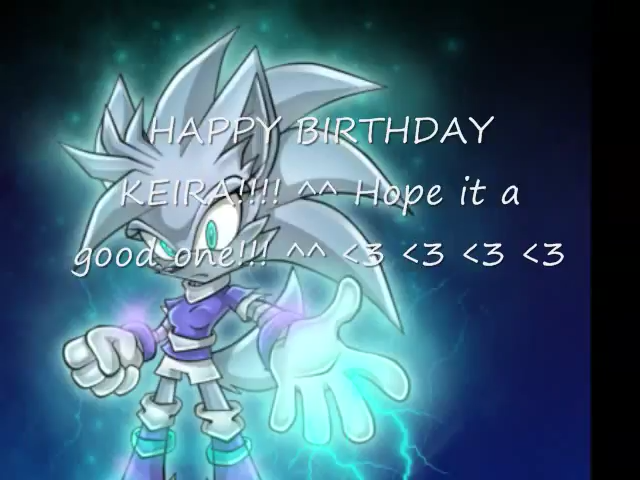 HAPPY BIRTHDAY
KEIRA!!!! ^^ Hope it a
good one!!! ^^ <3 <3 <3 <3